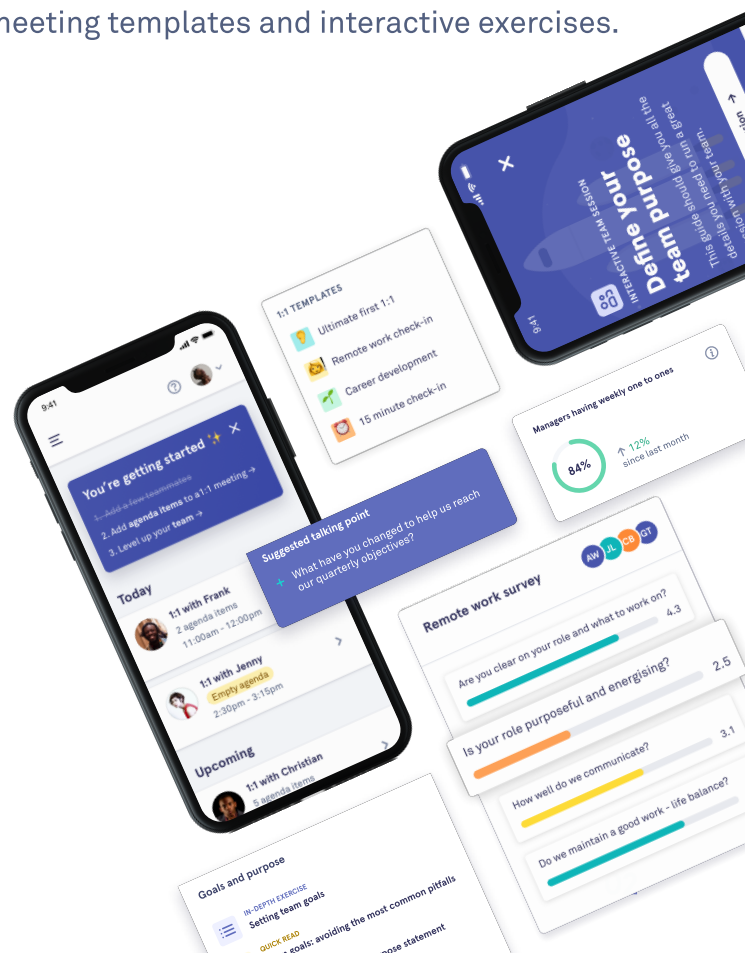 meeting templates and interactive exercises.
9:41
INTERACTIVE TEAM SESSION
Define your
team purpose
This guide should give you all the
details you need to run a great
session with your team.
1:1 TEMPLATES
Ultimate first 1:1
Remote work check-in
Career development
15 minute check-in
9:41
You're getting started ✨
1. Add a few teammates
2. Add agenda items to a 1:1 meeting →
3. Level up your team →
Today
1:1 with Frank
2 agenda items
11:00am - 12:00pm
1:1 with Jenny
Empty agenda
2:30pm - 3:15pm
Upcoming
1:1 with Christian
5 agenda items
Suggested talking point
+ What have you changed to help us reach
our quarterly objectives?
Managers having weekly one to ones
84%
↑ 12%
since last month
Remote work survey
AW JL CB GT
Are you clear on your role and what to work on?
4.3
Is your role purposeful and energising?
2.5
How well do we communicate?
3.1
Do we maintain a good work - life balance?
Goals and purpose
IN-DEPTH EXERCISE
Setting team goals
QUICK READ
goals: avoiding the most common pitfalls
statement